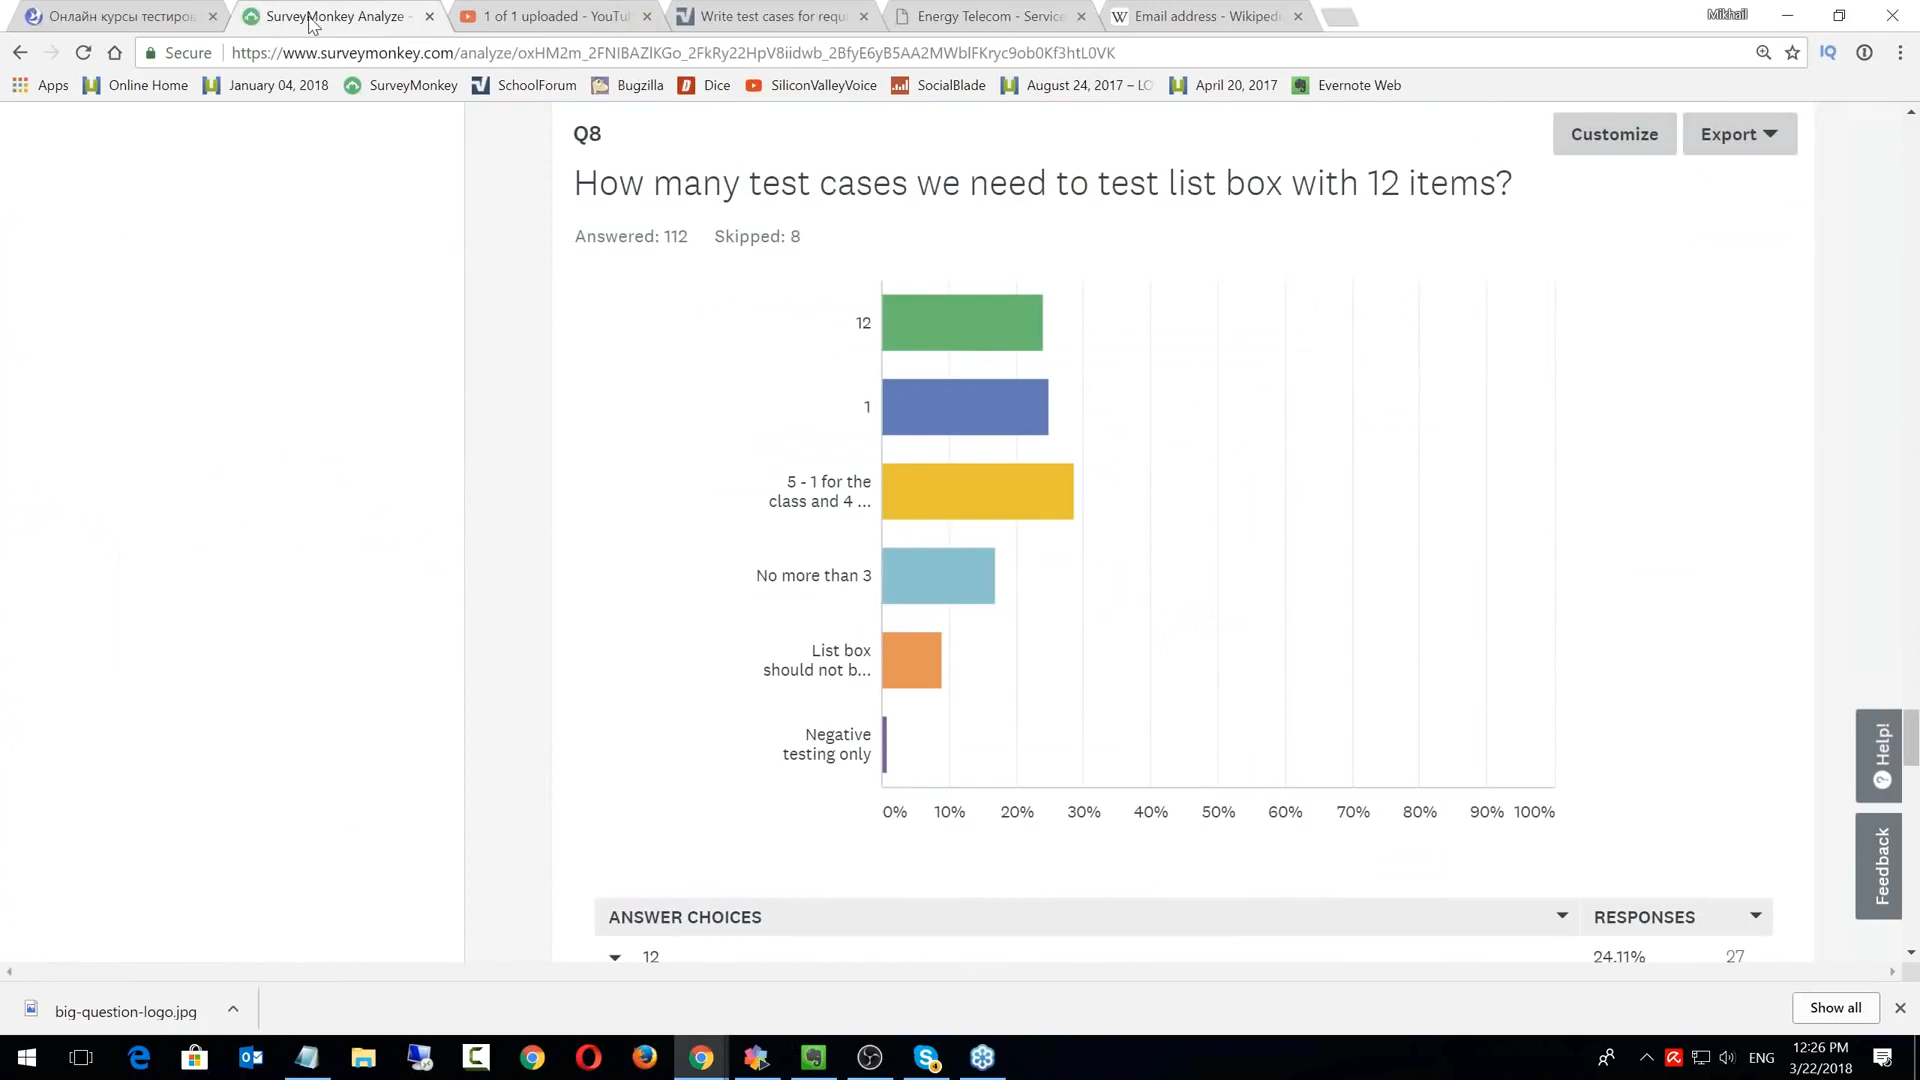 Онлайн курсы тестиров
SurveyMonkey Analyze -
1 of 1 uploaded - YouTu
Write test cases for requ
Energy Telecom - Service
Email address - Wikipedi
Mikhail
Secure
https://www.surveymonkey.com/analyze/oxHM2m_2FNIBAZlKGo_2FkRy22HpV8iidwb_2BfyE6yB5AA2MWblFKryc9ob0Kf3htL0VK
Apps
Online Home
January 04, 2018
SurveyMonkey
SchoolForum
Bugzilla
Dice
SiliconValleyVoice
SocialBlade
August 24, 2017 – LO
April 20, 2017
Evernote Web
Q8
Customize
Export
How many test cases we need to test list box with 12 items?
Answered: 112 Skipped: 8
12
1
5 - 1 for the
class and 4 ...
No more than 3
List box
should not b...
Negative
testing only
0% 10% 20% 30% 40% 50% 60% 70% 80% 90% 100%
Help!
Feedback
ANSWER CHOICES
RESPONSES
12
24.11%
27
big-question-logo.jpg
Show all
ENG
12:26 PM
3/22/2018